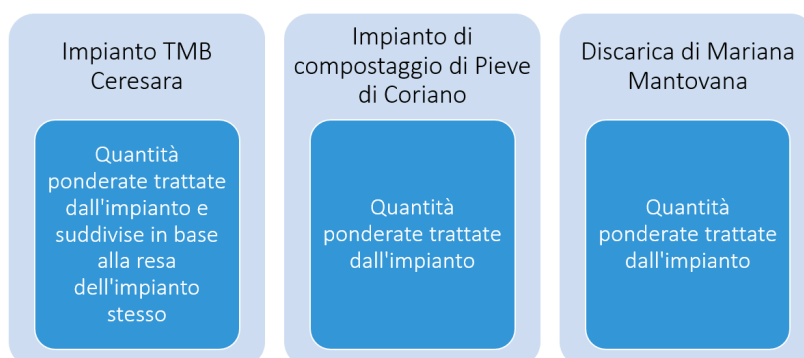 Impianto TMB
Ceresara
Quantità
ponderate trattate
dall'impianto e
suddivise in base
alla resa
dell'impianto
stesso
Impianto di
compostaggio di Pieve
di Coriano
Quantità
ponderate trattate
dall'impianto
Discarica di Mariana
Mantovana
Quantità
ponderate trattate
dall'impianto